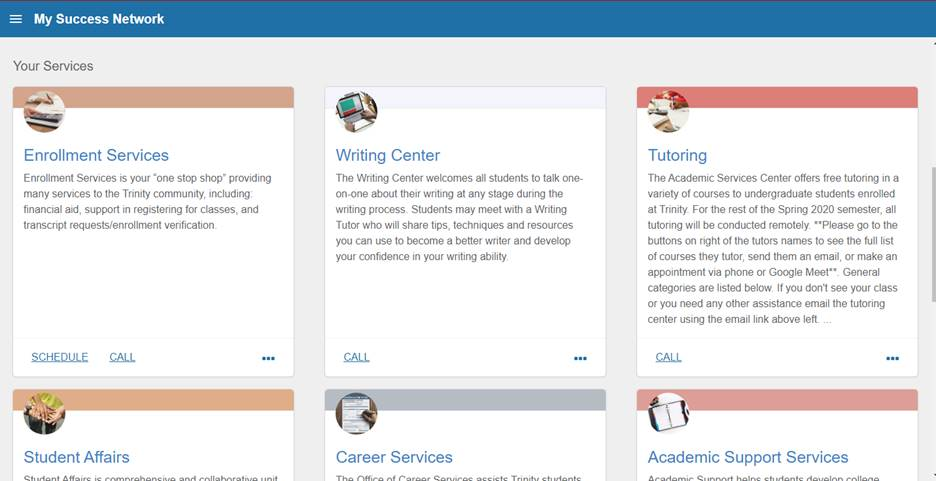 My Success Network
Your Services
Enrollment Services
Enrollment Services is your "one stop shop" providing
many services to the Trinity community, including:
financial aid, support in registering for classes, and
transcript requests/enrollment verification.
SCHEDULE CALL
Writing Center
The Writing Center welcomes all students to talk one-
on-one about their writing at any stage during the
writing process. Students may meet with a Writing
Tutor who will share tips, techniques and resources
you can use to become a better writer and develop
your confidence in your writing ability.
CALL
Tutoring
The Academic Services Center offers free tutoring in a
variety of courses to undergraduate students enrolled
at Trinity. For the rest of the Spring 2020 semester, all
tutoring will be conducted remotely. **Please go to the
buttons on right of the tutors names to see the full list
of courses they tutor, send them an email, or make an
appointment via phone or Google Meet**. General
categories are listed below. If you don't see your class
or you need any other assistance email the tutoring
center using the email link above left. ...
CALL
Student Affairs
Student Affairs is comprehensive and collaborative unit
Career Services
The Office of Career Services assists Trinity students
Academic Support Services
Academic Support helps students develop college